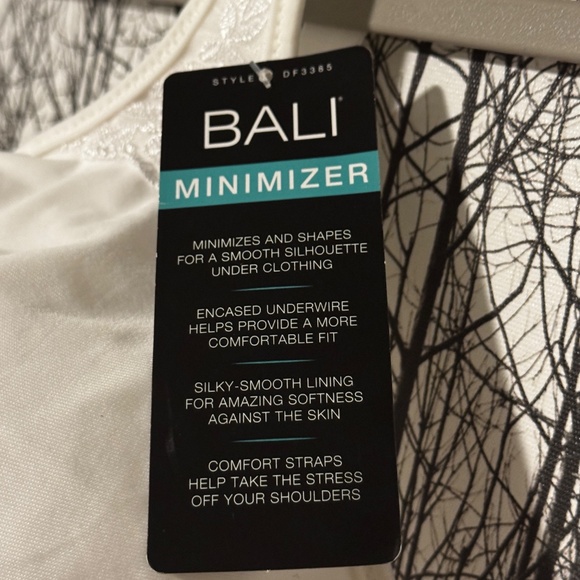 STYLE DF3385
BALI®
MINIMIZER
MINIMIZES AND SHAPES
FOR A SMOOTH SILHOUETTE
UNDER CLOTHING
ENCASED UNDERWIRE
HELPS PROVIDE A MORE
COMFORTABLE FIT
SILKY-SMOOTH LINING
FOR AMAZING SOFTNESS
AGAINST THE SKIN
COMFORT STRAPS
HELP TAKE THE STRESS
OFF YOUR SHOULDERS